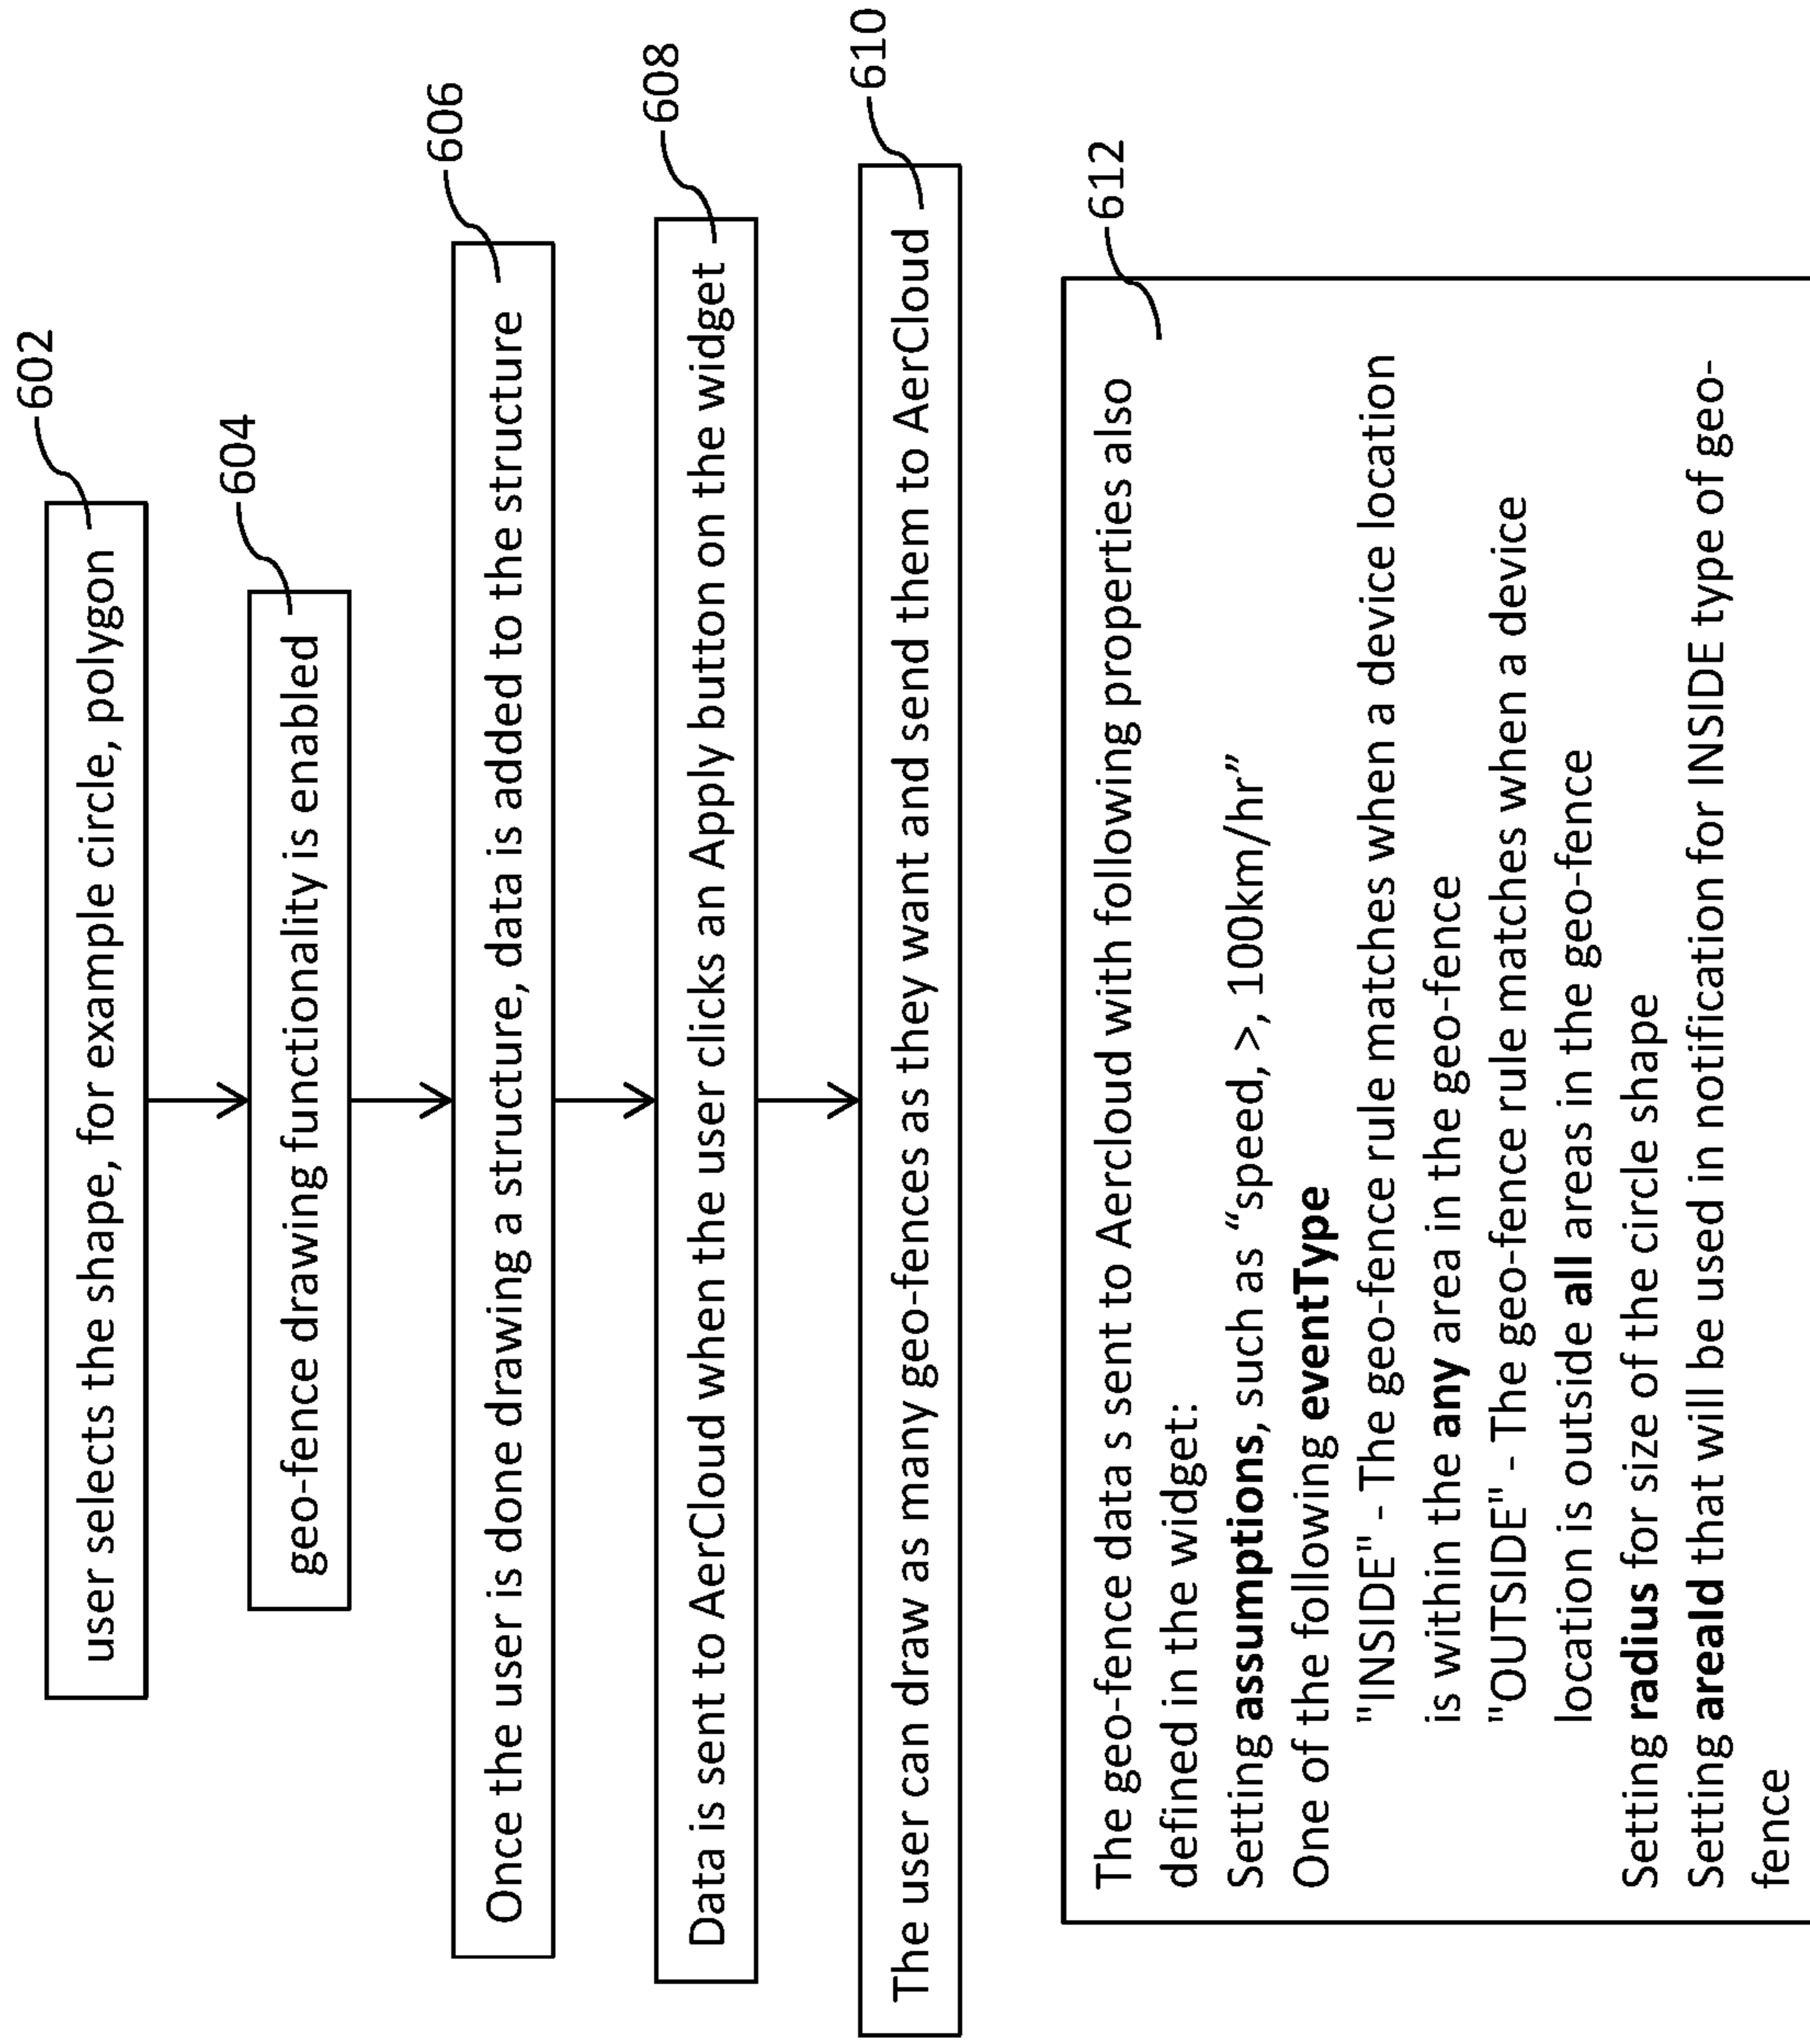 602
user selects the shape, for example circle, polygon
604
geo-fence drawing functionality is enabled
606
Once the user is done drawing a structure, data is added to the structure
608
Data is sent to AerCloud when the user clicks an Apply button on the widget
610
The user can draw as many geo-fences as they want and send them to AerCloud
612
The geo-fence data s sent to Aercloud with following properties also
defined in the widget:
Setting assumptions, such as “speed, >, 100km/hr”
One of the following eventType
"INSIDE" - The geo-fence rule matches when a device location
is within the any area in the geo-fence
"OUTSIDE" - The geo-fence rule matches when a device
location is outside all areas in the geo-fence
Setting radius for size of the circle shape
Setting areaId that will be used in notification for INSIDE type of geo-
fence